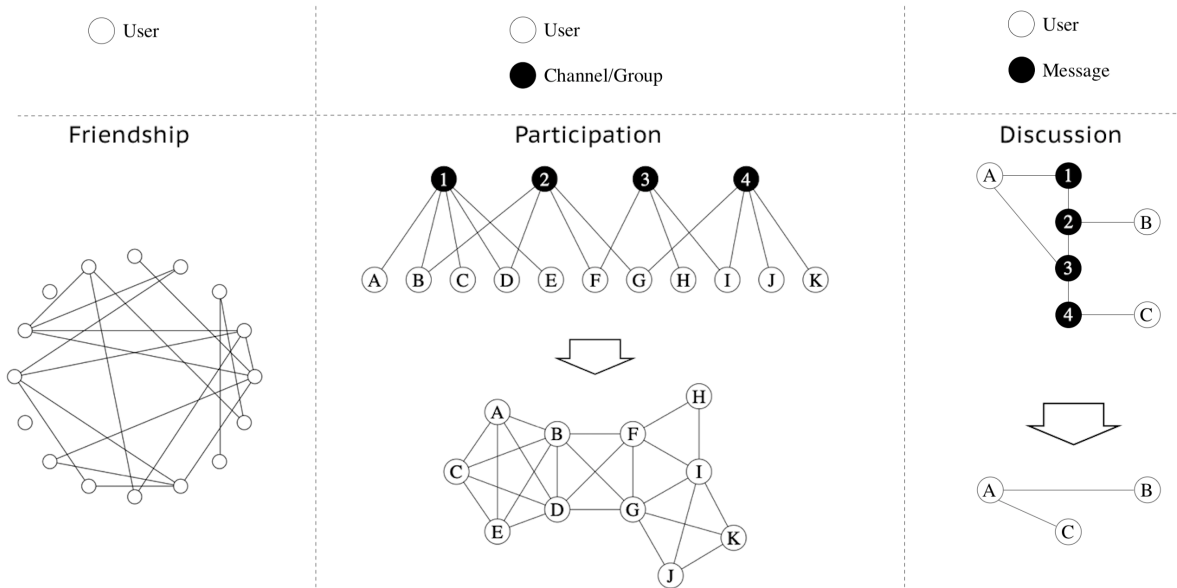 User
User
Channel/Group
User
Message
Friendship
Participation
Discussion
1 2 3 4
A B C D E F G H I J K
A 1
2 B
3
4 C
H
A
B F
C I
D G
E K
J
A B
C